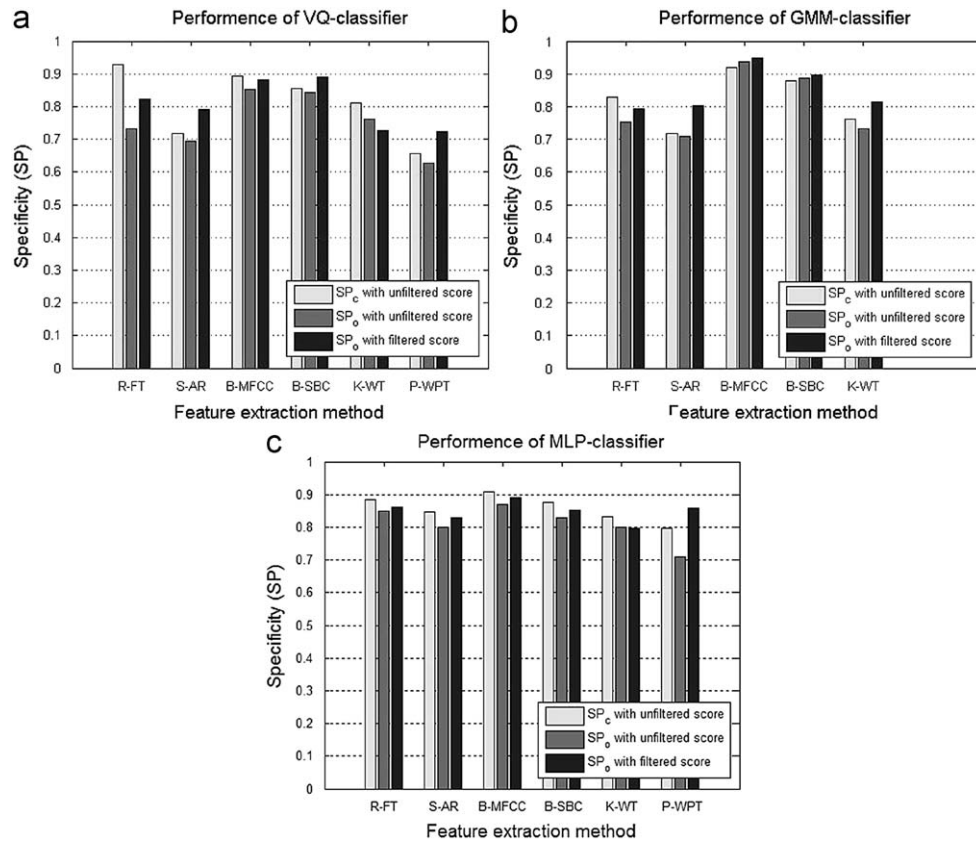 a
Performence of VQ-classifier
Specificity (SP)
1
0.9
0.8
0.7
0.6
0.5
0.4
0.3
0.2
0.1
0
SPc with unfiltered score
SPo with unfiltered score
SPo with filtered score
R-FT S-AR B-MFCC B-SBC K-WT P-WPT
Feature extraction method
b
Performance of GMM-classifier
Specificity (SP)
1
0.9
0.8
0.7
0.6
0.5
0.4
0.3
0.2
0.1
0
SPc with unfiltered score
SPo with unfiltered score
SPo with filtered score
R-FT S-AR B-MFCC B-SBC K-WT
Feature extraction method
c
Performence of MLP-classifier
Specificity (SP)
1
0.9
0.8
0.7
0.6
0.5
0.4
0.3
0.2
0.1
0
SPc with unfiltered score
SPo with unfiltered score
SPo with filtered score
R-FT S-AR B-MFCC B-SBC K-WT P-WPT
Feature extraction method